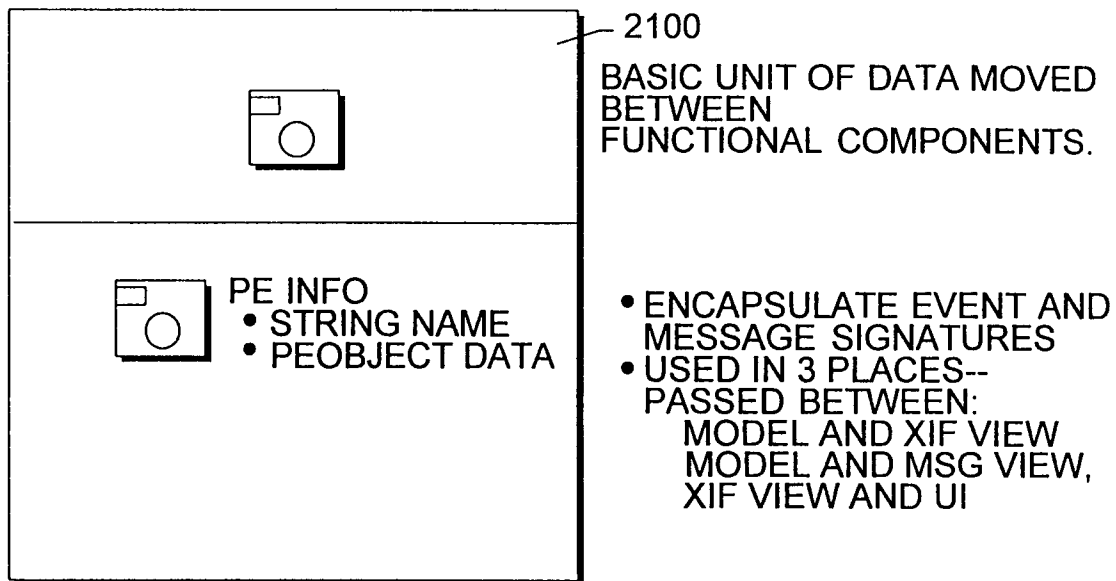 2100
BASIC UNIT OF DATA MOVED
BETWEEN
FUNCTIONAL COMPONENTS.
PE INFO
• STRING NAME
• PEOBJECT DATA
• ENCAPSULATE EVENT AND
MESSAGE SIGNATURES
• USED IN 3 PLACES--
PASSED BETWEEN:
MODEL AND XIF VIEW
MODEL AND MSG VIEW,
XIF VIEW AND UI